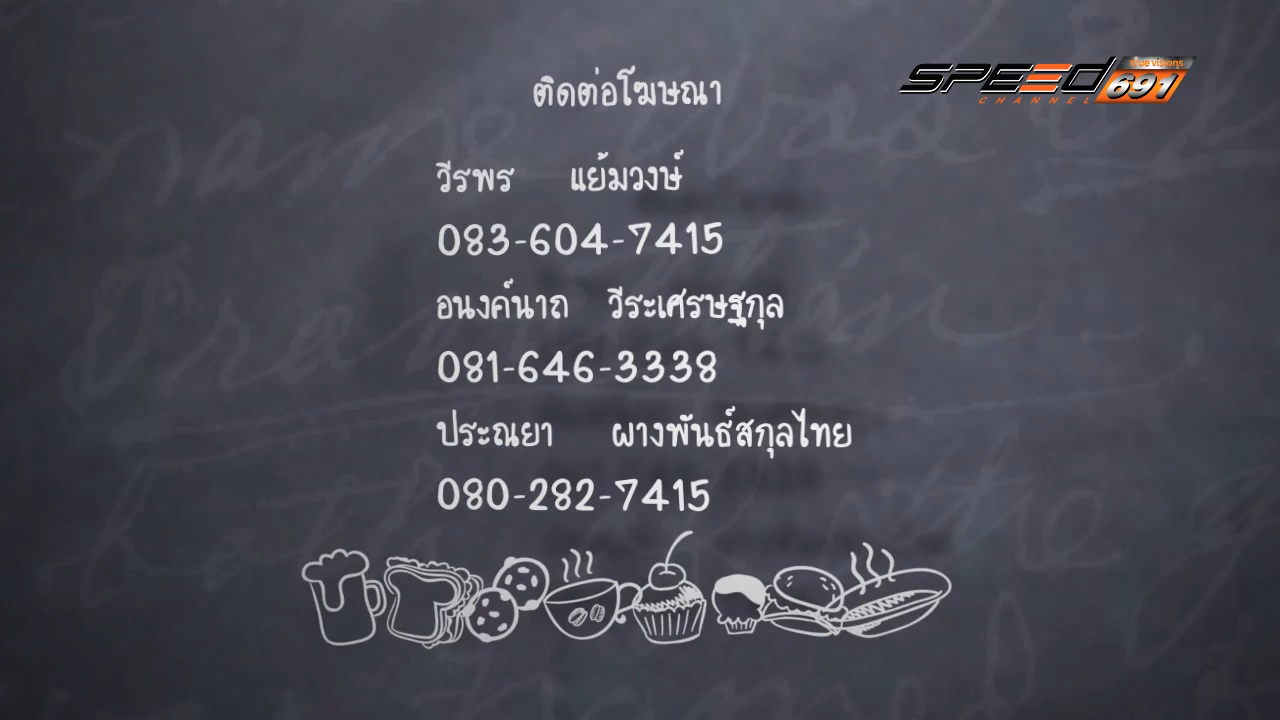 ติดต่อโฆษณา
SPEED
CHANNEL
true visions
691
วีรพร แย้มวงษ์
083-604-7415
อนงค์นาถ วีระเศรษฐกุล
081-646-3338
ประณยา ผางพันธ์สกุลไทย
080-282-7415